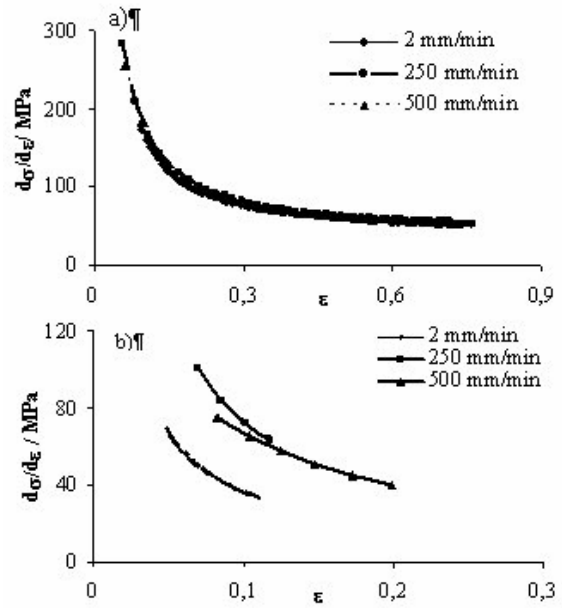 a)¶
300
200
100
0
dσ/dε/ MPa
2 mm/min
250 mm/min
500 mm/min
0 0,3 0,6 0,9
ε
b)¶
120
80
40
0
dσ/dε / MPa
2 mm/min
250 mm/min
500 mm/min
0 0,1 0,2 0,3
ε